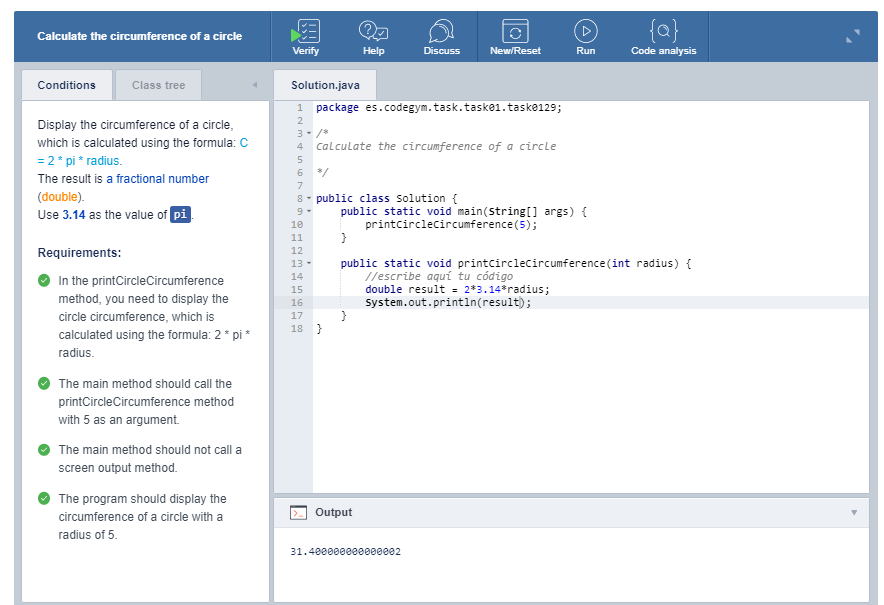 Calculate the circumference of a circle
Verify
Help
Discuss
New/Reset
Run
Code analysis
Conditions
Class tree
Display the circumference of a circle,
which is calculated using the formula: C
= 2 * pi * radius.
The result is a fractional number
(double).
Use 3.14 as the value of pi.
Requirements:
In the printCircleCircumference
method, you need to display the
circle circumference, which is
calculated using the formula: 2 * pi *
radius.
The main method should call the
printCircleCircumference method
with 5 as an argument.
The main method should not call a
screen output method.
The program should display the
circumference of a circle with a
radius of 5.
Solution.java
1 package es.codegym.task.task01.task0129;
2
3 /*
4 Calculate the circumference of a circle
5
6 */
7
8 public class Solution {
9 public static void main(String[] args) {
10 printCircleCircumference(5);
11 }
12
13 public static void printCircleCircumference(int radius) {
14 //escribe aquí tu código
15 double result = 2*3.14*radius;
16 System.out.println(result);
17 }
18 }
Output
31.400000000000002